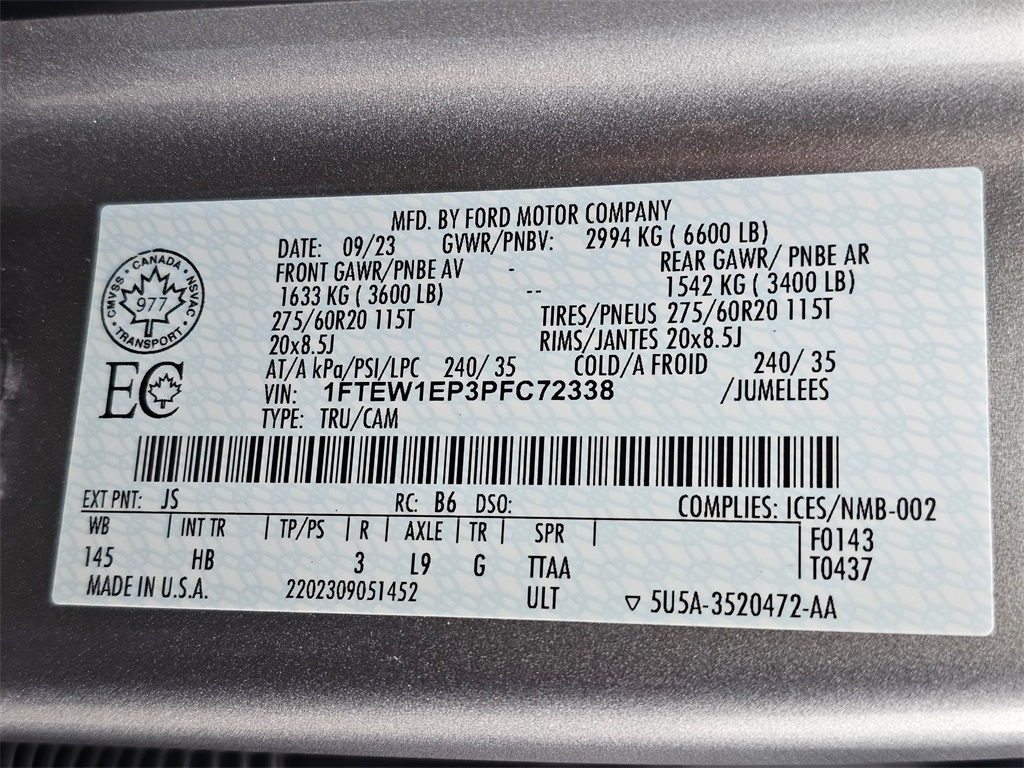 MFD. BY FORD MOTOR COMPANY
DATE: 09/23 GVWR/PNBV: 2994 KG ( 6600 LB)
FRONT GAWR/PNBE AV - REAR GAWR/ PNBE AR
1633 KG ( 3600 LB) -- 1542 KG ( 3400 LB)
275/60R20 115T TIRES/PNEUS 275/60R20 115T
20x8.5J RIMS/JANTES 20x8.5J
AT/A kPa/PSI/LPC 240/ 35 COLD/A FROID 240/ 35
VIN: 1FTEW1EP3PFC72338 /JUMELEES
TYPE: TRU/CAM
CMVSS · CANADA · NSVAC
977
· TRANSPORT ·
EC
EXT PNT: JS RC: B6 DSO: COMPLIES: ICES/NMB-002
WB | INT TR | TP/PS | R | AXLE | TR | SPR | F0143
145 HB 3 L9 G TTAA T0437
MADE IN U.S.A. 2202309051452 ULT ▽ 5U5A-3520472-AA